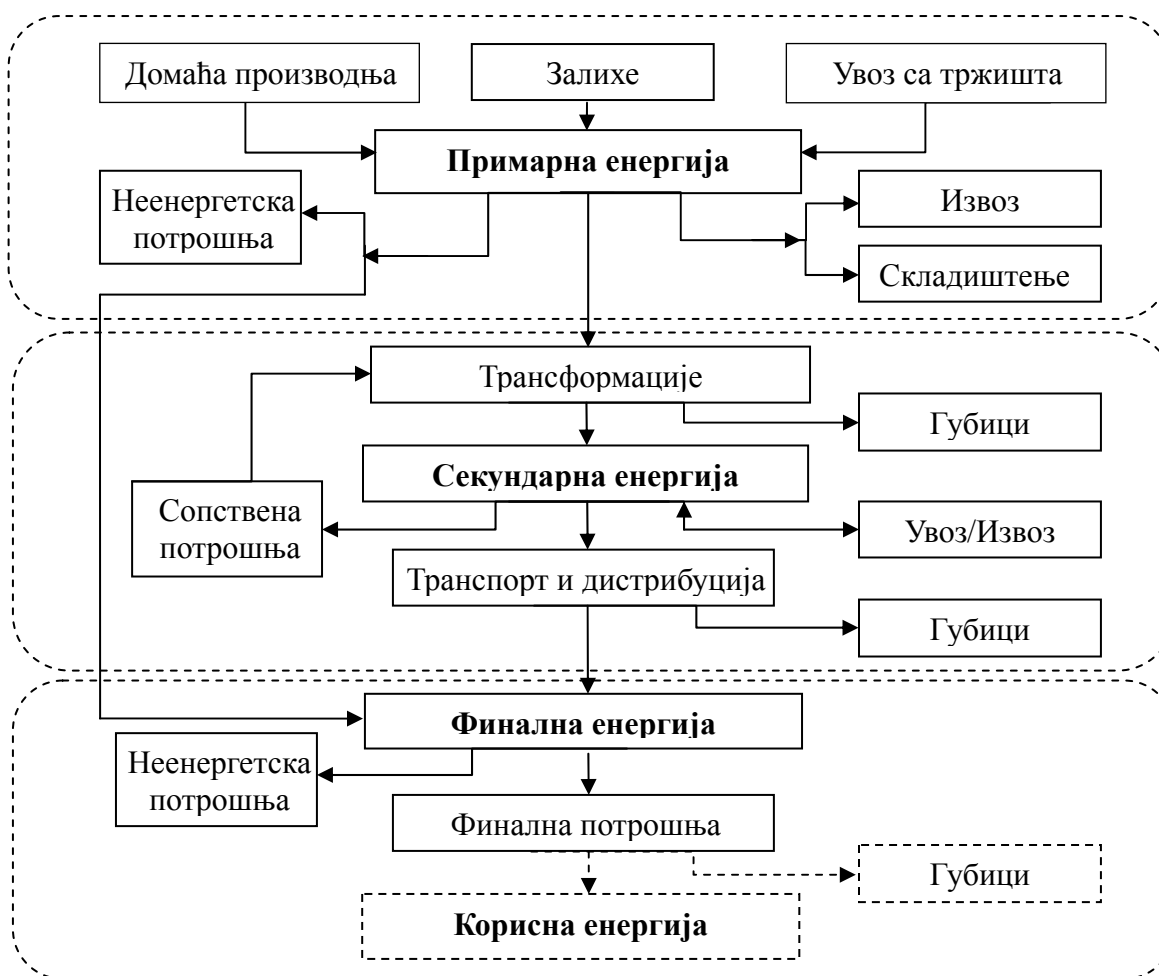 Домаћа производња
Залихе
Увоз са тржишта
Примарна енергија
Неенергетска
потрошња
Извоз
Складиштење
Трансформације
Губици
Секундарна енергија
Сопствена
потрошња
Увоз/Извоз
Транспорт и дистрибуција
Губици
Финална енергија
Неенергетска
потрошња
Финална потрошња
Губици
Корисна енергија